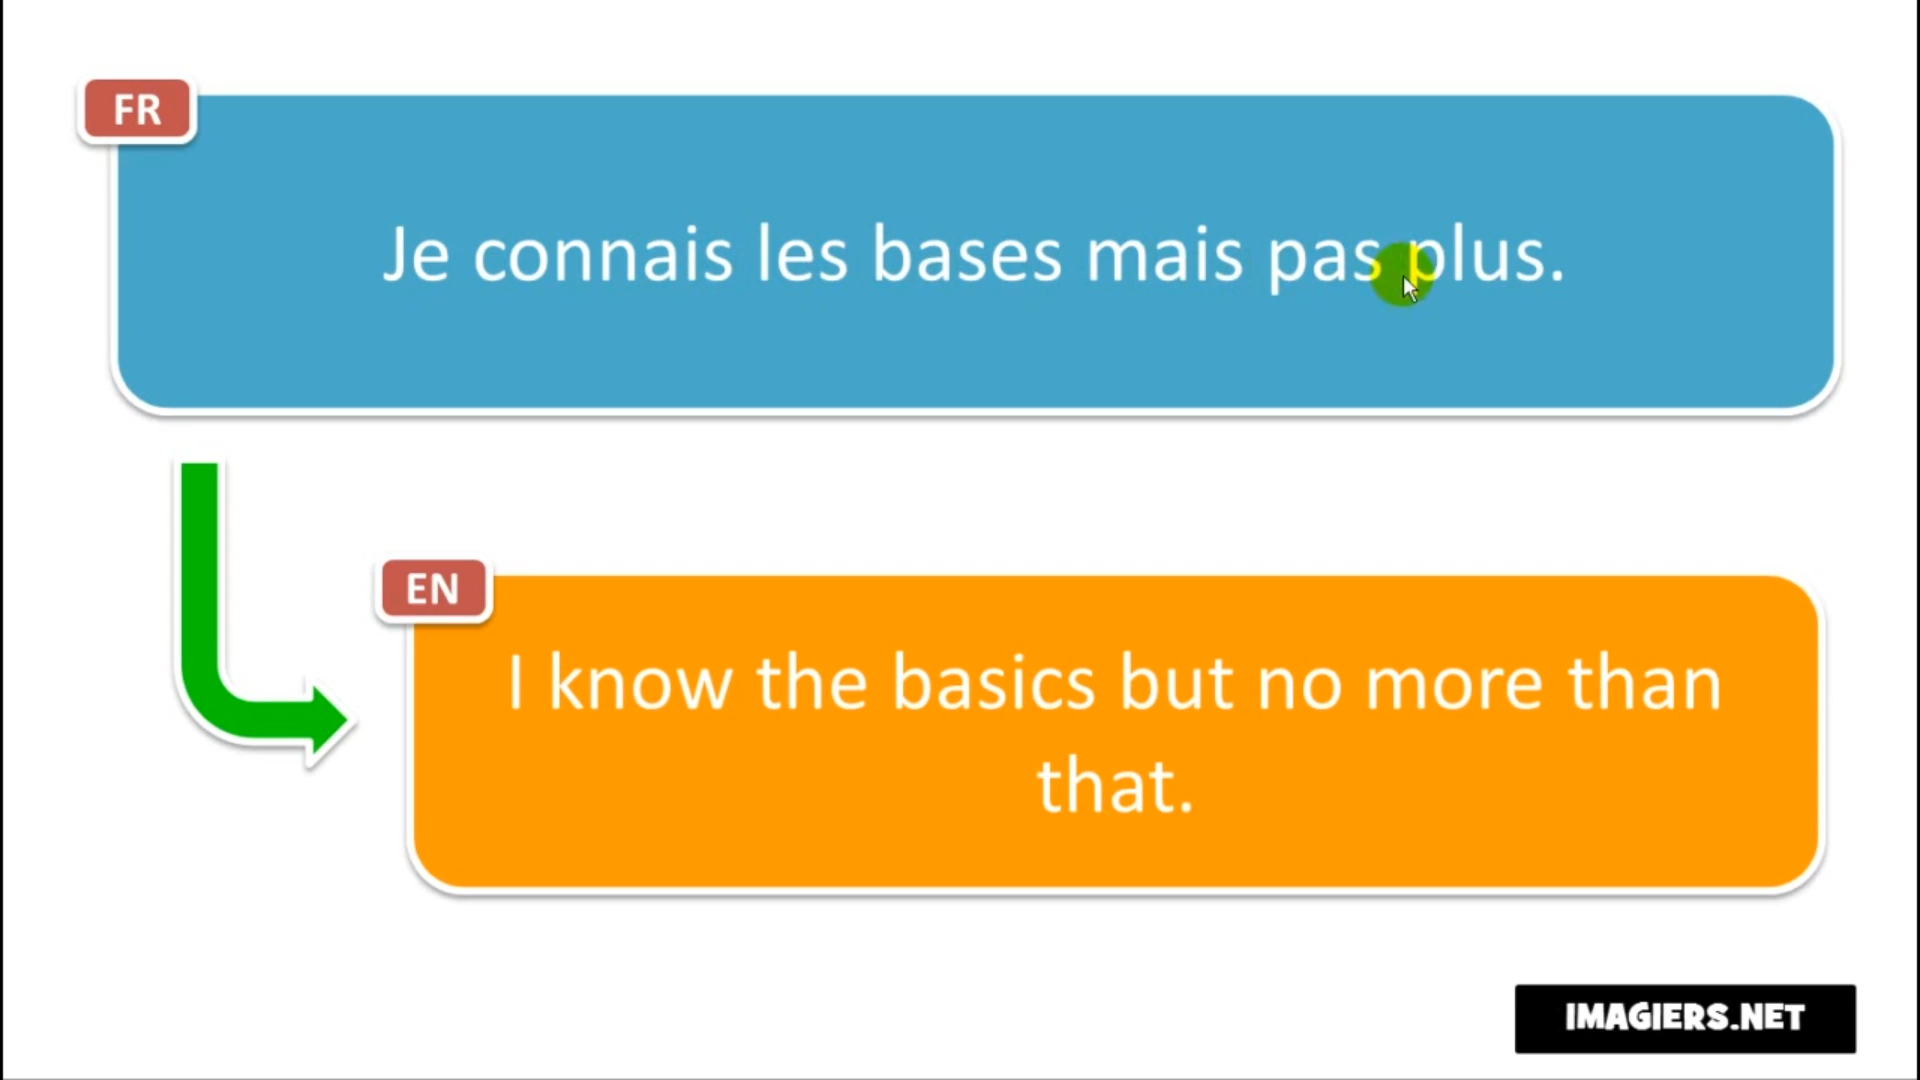 FR
Je connais les bases mais pas plus.
EN
I know the basics but no more than
that.
IMAGIERS.NET